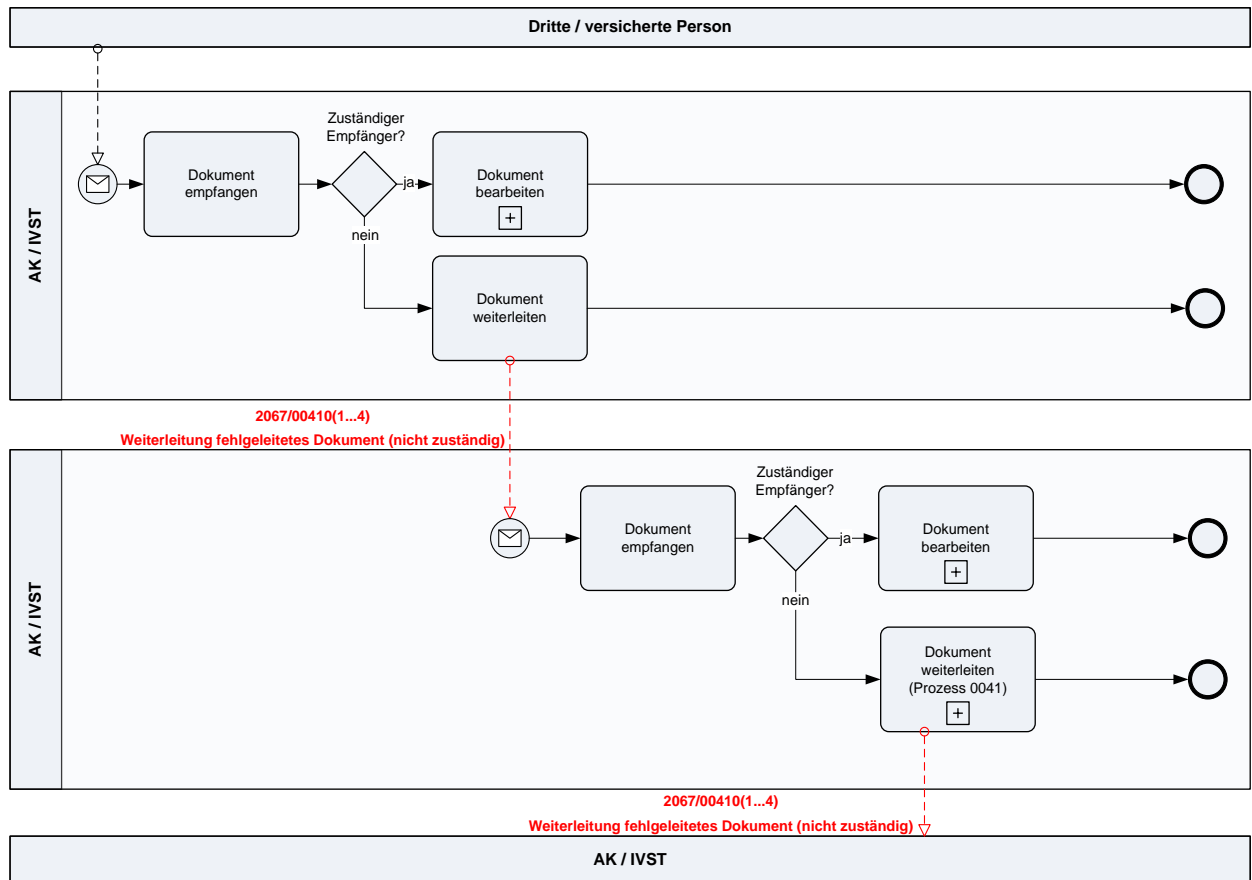 Dritte / versicherte Person
AK / IVST
Zuständiger
Empfänger?
Dokument
empfangen
ja
Dokument
bearbeiten
nein
Dokument
weiterleiten
2067/00410(1...4)
Weiterleitung fehlgeleitetes Dokument (nicht zuständig)
AK / IVST
Zuständiger
Empfänger?
Dokument
empfangen
ja
Dokument
bearbeiten
nein
Dokument
weiterleiten
(Prozess 0041)
2067/00410(1...4)
Weiterleitung fehlgeleitetes Dokument (nicht zuständig)
AK / IVST